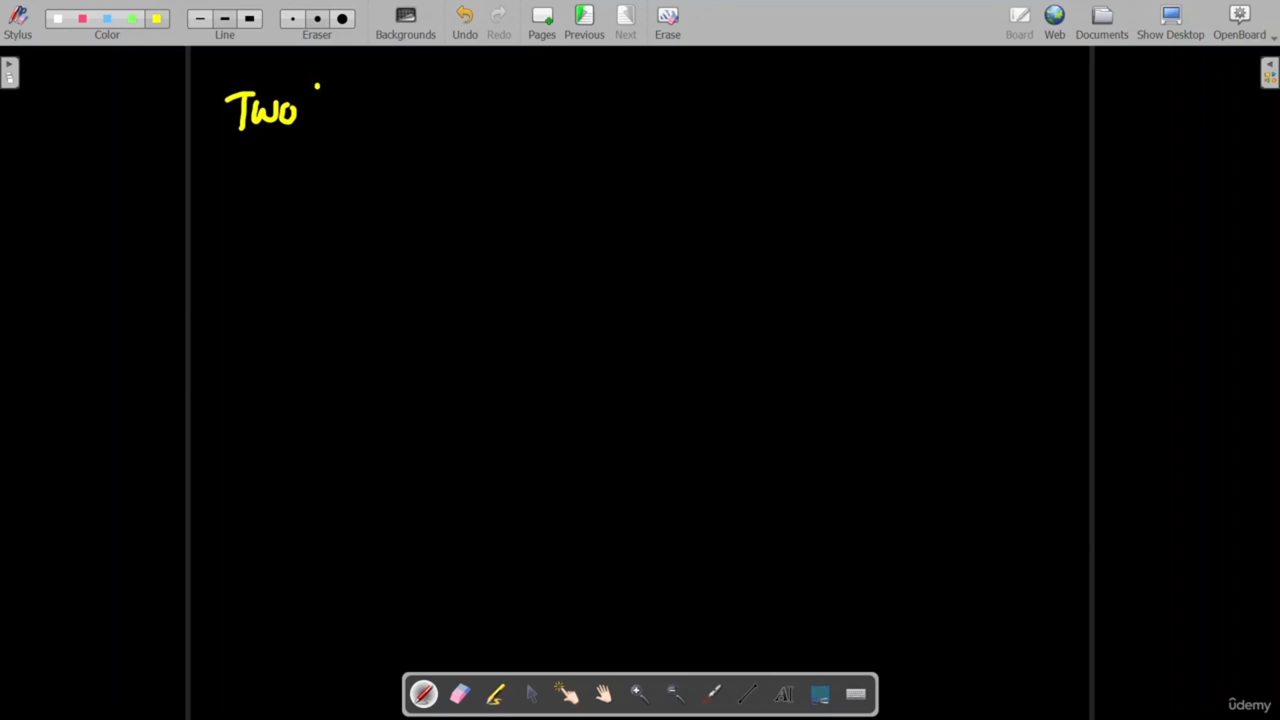 Stylus
Color
Line
Eraser
Backgrounds
Undo
Redo
Pages
Previous
Next
Erase
Board
Web
Documents
Show Desktop
OpenBoard
Two
AI
ûdemy